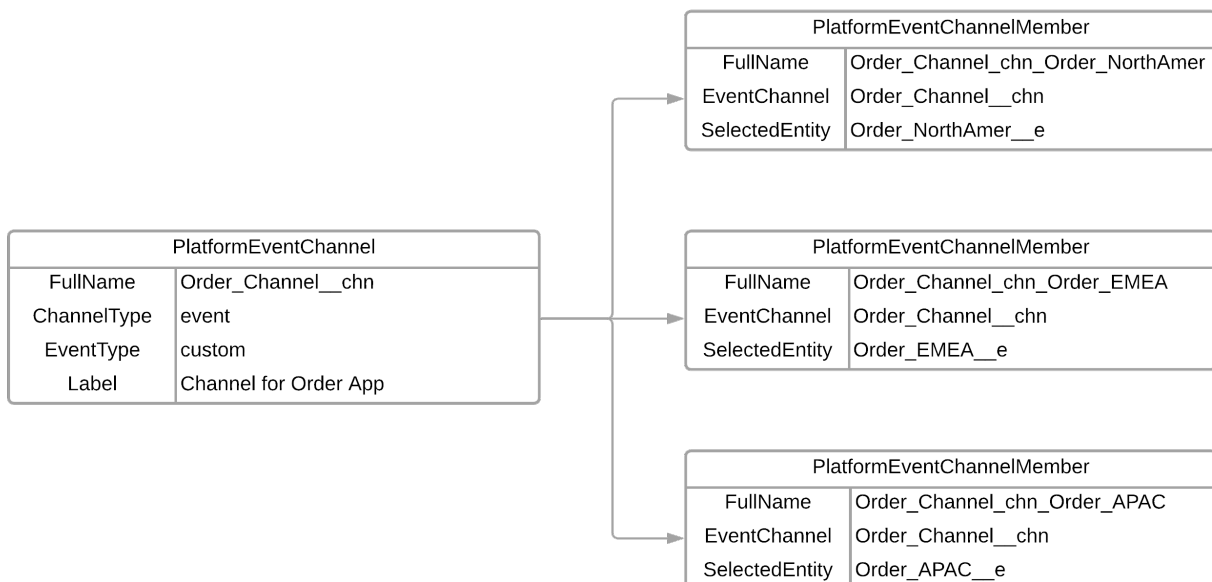 PlatformEventChannelMember
FullName Order_Channel_chn_Order_NorthAmer
EventChannel Order_Channel__chn
SelectedEntity Order_NorthAmer__e
PlatformEventChannel
FullName Order_Channel__chn
ChannelType event
EventType custom
Label Channel for Order App
PlatformEventChannelMember
FullName Order_Channel_chn_Order_EMEA
EventChannel Order_Channel__chn
SelectedEntity Order_EMEA__e
PlatformEventChannelMember
FullName Order_Channel_chn_Order_APAC
EventChannel Order_Channel__chn
SelectedEntity Order_APAC__e